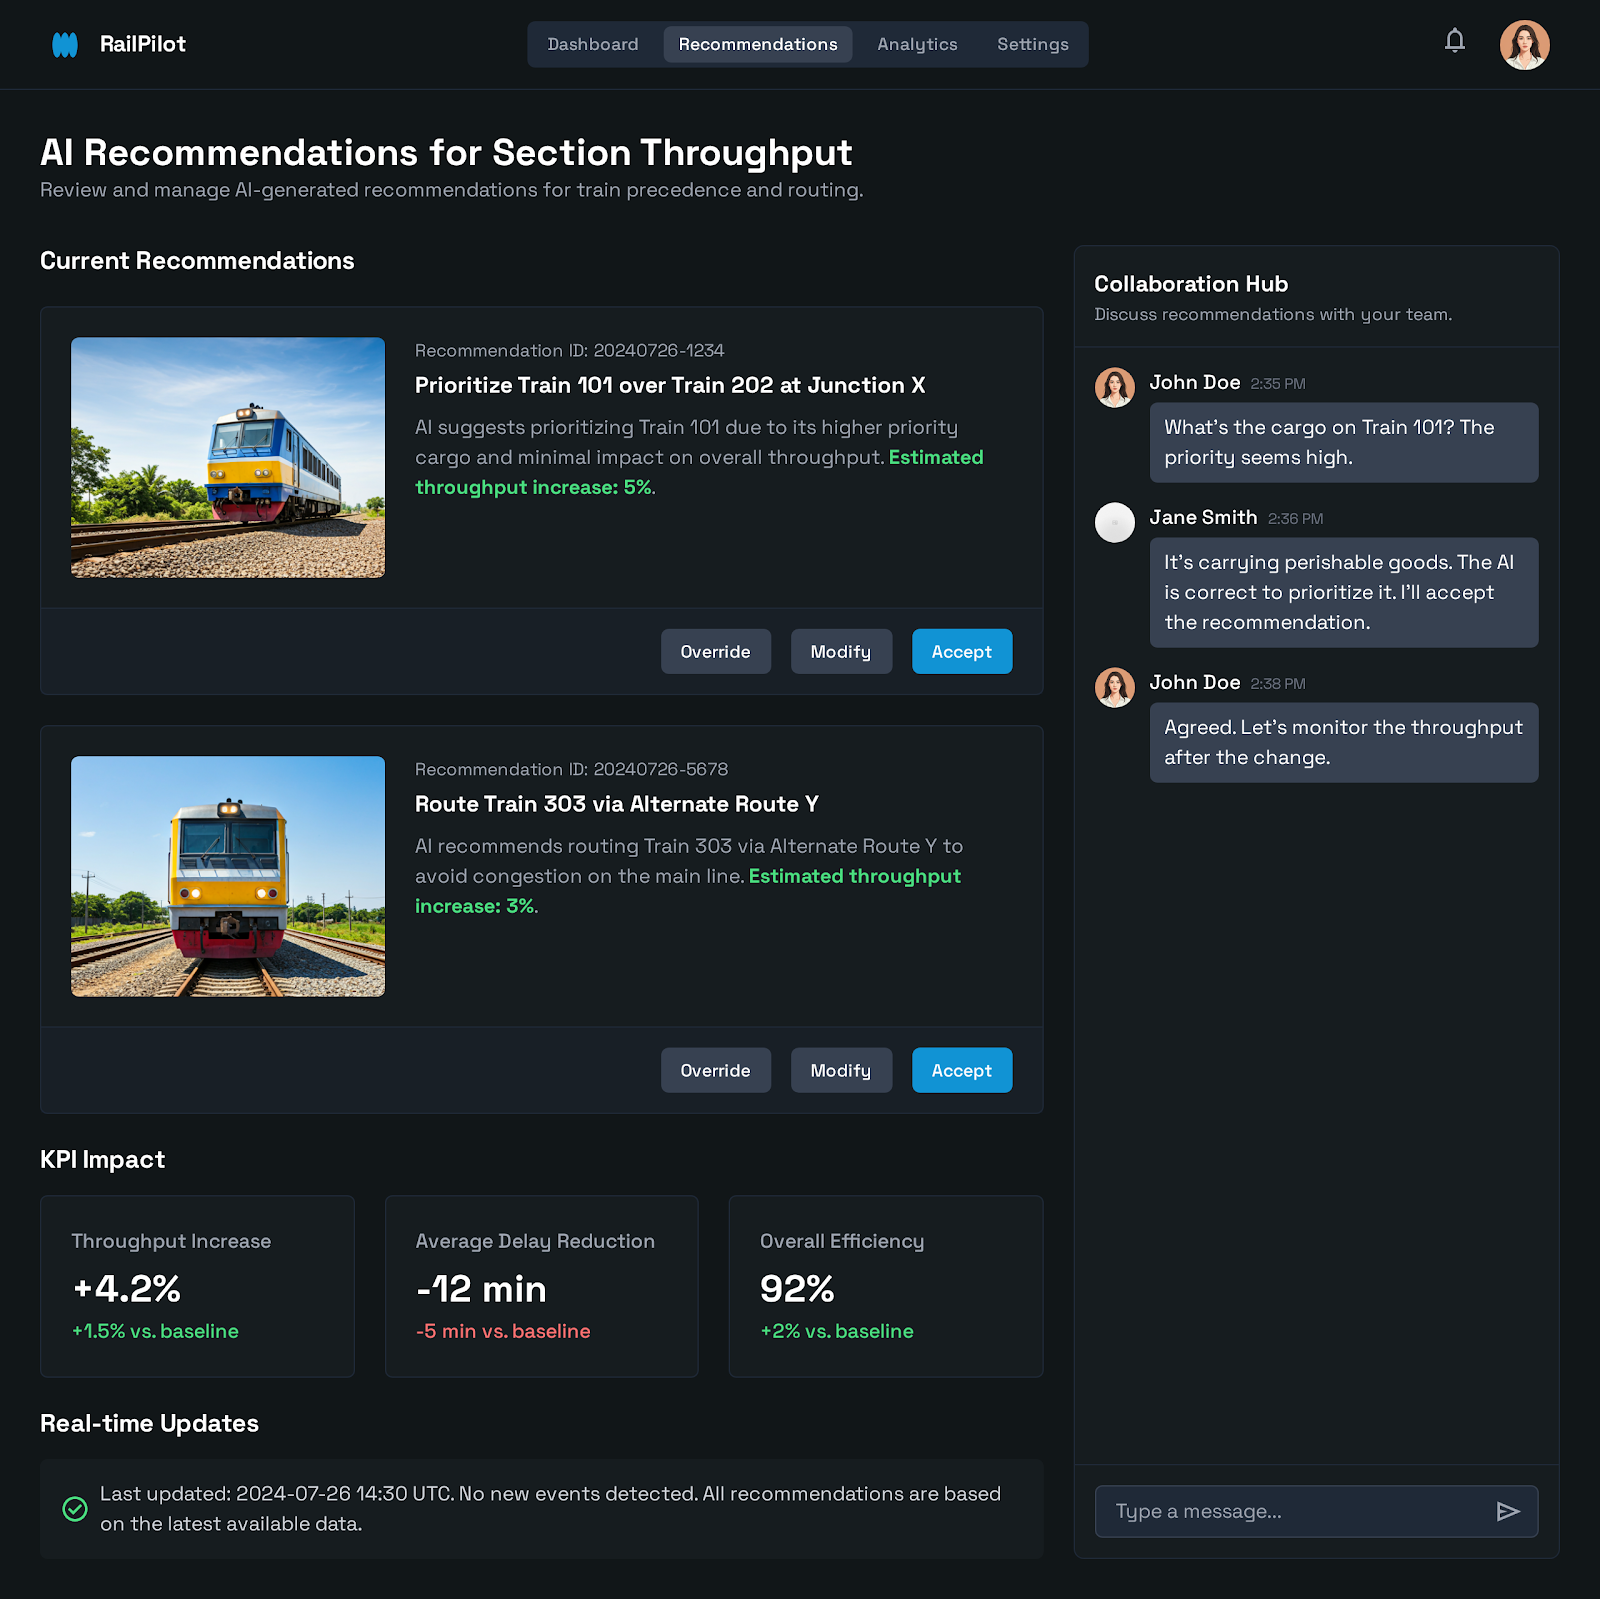 RailPilot
Dashboard
Recommendations
Analytics
Settings
AI Recommendations for Section Throughput
Review and manage AI-generated recommendations for train precedence and routing.
Current Recommendations
Recommendation ID: 20240726-1234
Prioritize Train 101 over Train 202 at Junction X
AI suggests prioritizing Train 101 due to its higher priority
cargo and minimal impact on overall throughput. Estimated
throughput increase: 5%.
Override
Modify
Accept
Recommendation ID: 20240726-5678
Route Train 303 via Alternate Route Y
AI recommends routing Train 303 via Alternate Route Y to
avoid congestion on the main line. Estimated throughput
increase: 3%.
Override
Modify
Accept
KPI Impact
Throughput Increase
+4.2%
+1.5% vs. baseline
Average Delay Reduction
-12 min
-5 min vs. baseline
Overall Efficiency
92%
+2% vs. baseline
Real-time Updates
Last updated: 2024-07-26 14:30 UTC. No new events detected. All recommendations are based
on the latest available data.
Collaboration Hub
Discuss recommendations with your team.
John Doe 2:35 PM
What's the cargo on Train 101? The
priority seems high.
Jane Smith 2:36 PM
It's carrying perishable goods. The AI
is correct to prioritize it. I'll accept
the recommendation.
John Doe 2:38 PM
Agreed. Let's monitor the throughput
after the change.
Type a message...